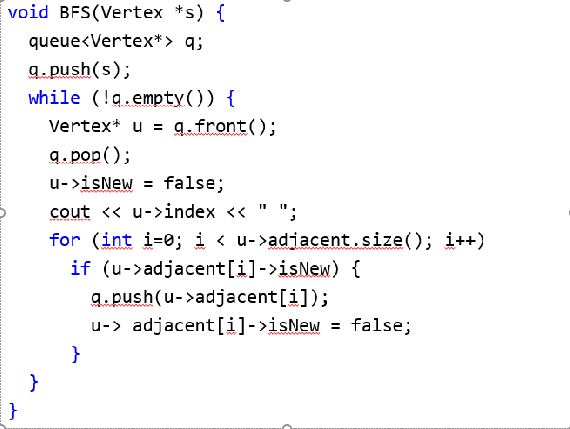 void BFS(Vertex *s) {
queue<Vertex*> q;
q.push(s);
while (!q.empty()) {
Vertex* u = q.front();
q.pop();
u->isNew = false;
cout << u->index << " ";
for (int i=0; i < u->adjacent.size(); i++)
if (u->adjacent[i]->isNew) {
q.push(u->adjacent[i]);
u-> adjacent[i]->isNew = false;
}
}
}